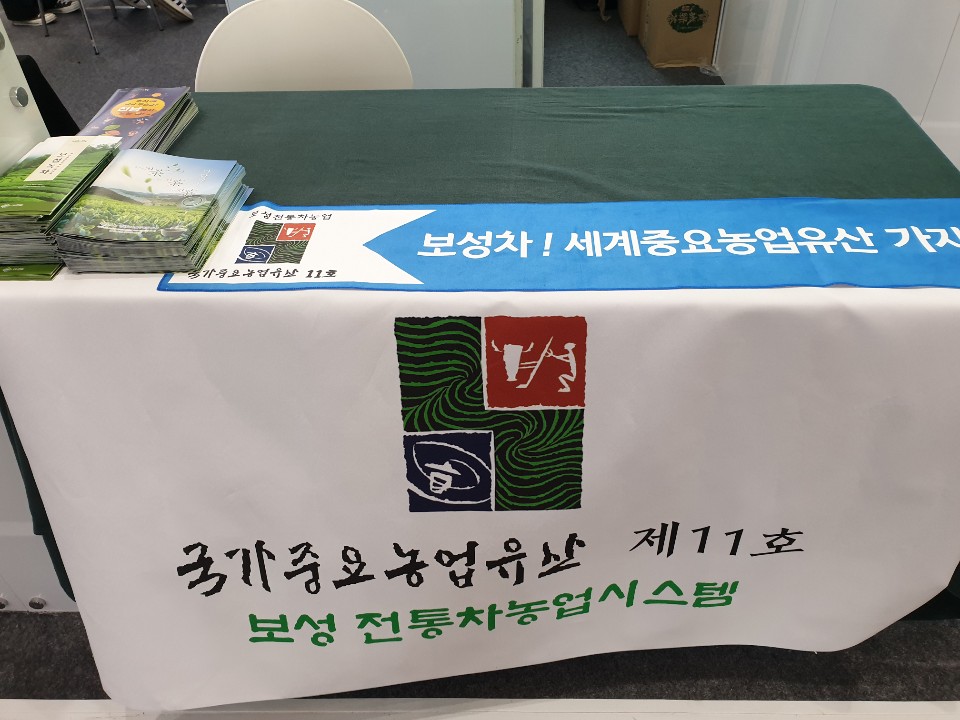 보성전통차농업
국가중요농업유산 11호
보성차! 세계중요농업유산 가자
국가중요농업유산 제11호
보성 전통차농업시스템